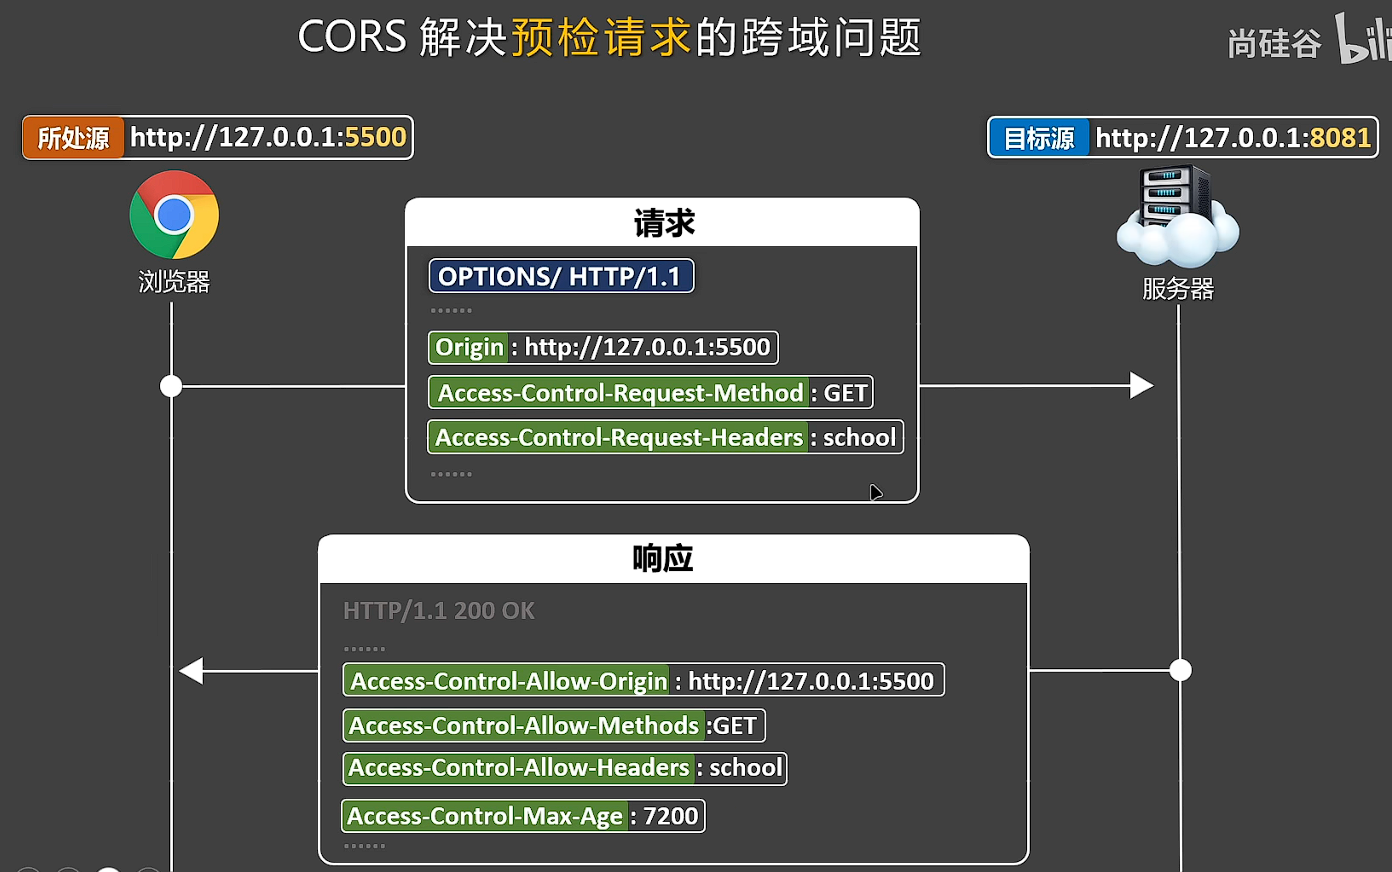 CORS 解决预检请求的跨域问题
尚硅谷 bili
所处源 http://127.0.0.1:5500
目标源 http://127.0.0.1:8081
浏览器
服务器
请求
OPTIONS/ HTTP/1.1
......
Origin : http://127.0.0.1:5500
Access-Control-Request-Method : GET
Access-Control-Request-Headers : school
......
响应
HTTP/1.1 200 OK
......
Access-Control-Allow-Origin : http://127.0.0.1:5500
Access-Control-Allow-Methods :GET
Access-Control-Allow-Headers : school
Access-Control-Max-Age : 7200
......